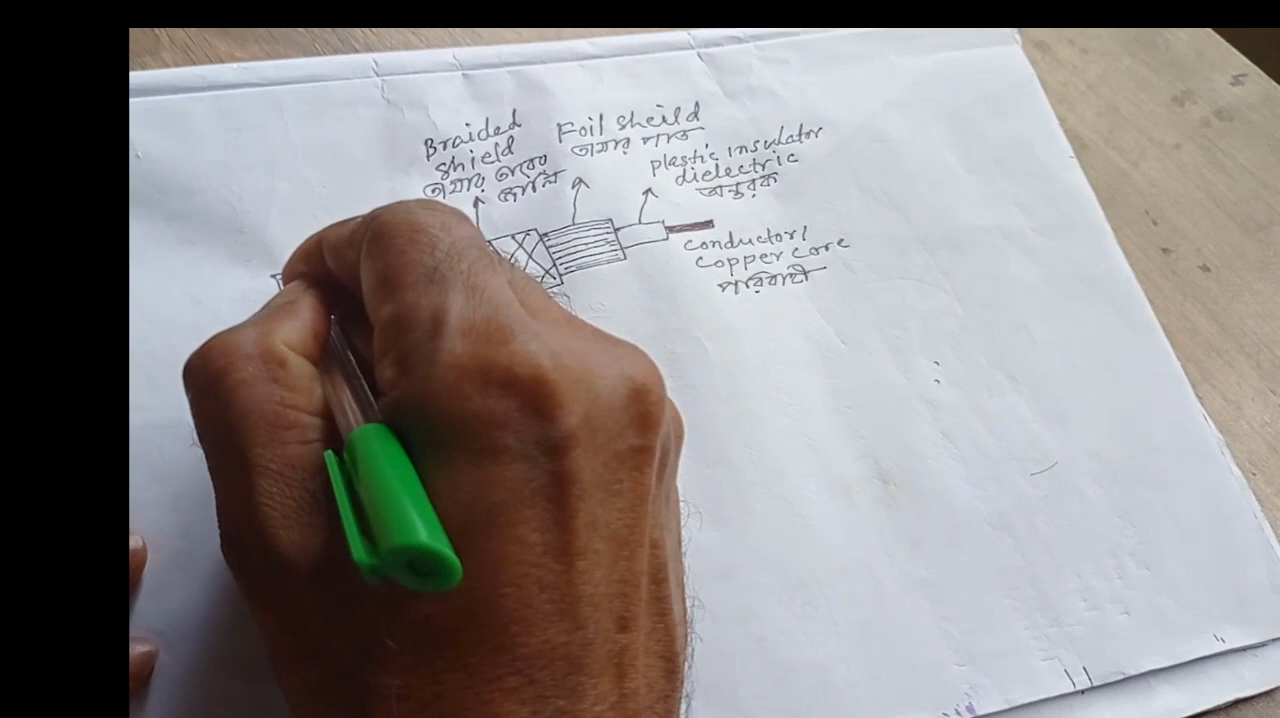 Braided
Shield
তামার তারের
জালি
Foil sheild
তামার পাত
plastic insulator
dielectric
অন্তরক
conductor/
copper core
পরিবাহী